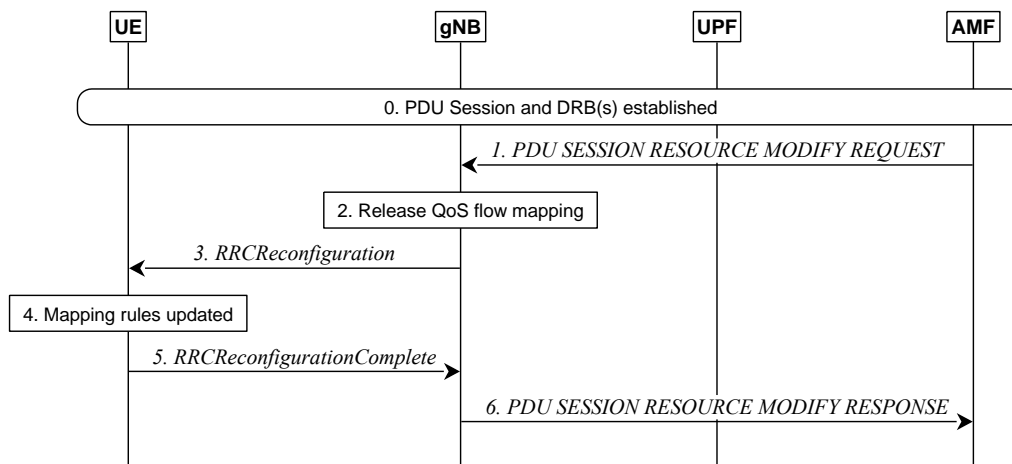 UE gNB UPF AMF
0. PDU Session and DRB(s) established
1. PDU SESSION RESOURCE MODIFY REQUEST
2. Release QoS flow mapping
3. RRCReconfiguration
4. Mapping rules updated
5. RRCReconfigurationComplete
6. PDU SESSION RESOURCE MODIFY RESPONSE